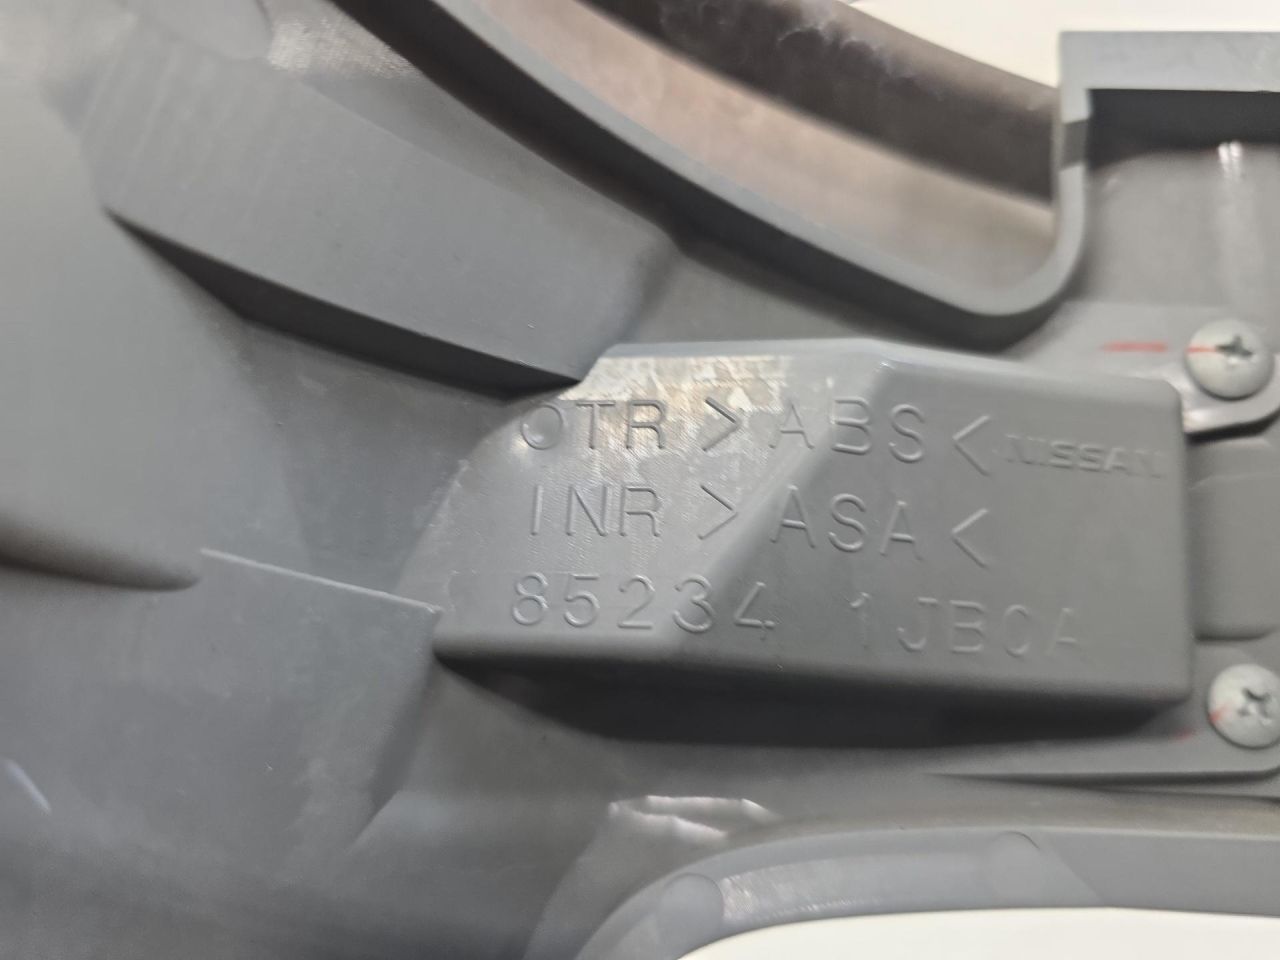 OTR >ABS< NISSAN
INR >ASA<
85234 1JB0A